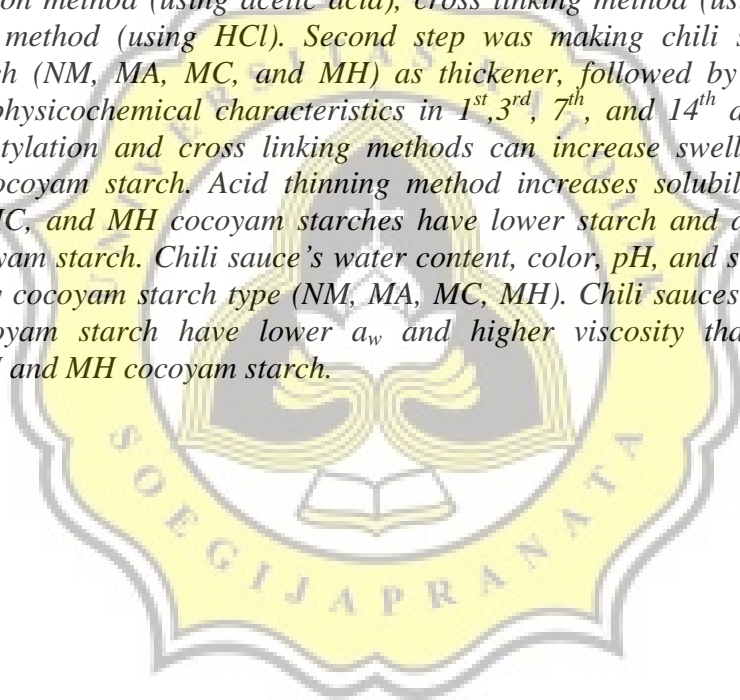 on method (using acetic acid), cross linking method (us
method (using HCl). Second step was making chili s
h (NM, MA, MC, and MH) as thickener, followed by
physicochemical characteristics in 1st,3rd, 7th, and 14th a
tylation and cross linking methods can increase swell
ocoyam starch. Acid thinning method increases solubil
IC, and MH cocoyam starches have lower starch and a
yam starch. Chili sauce's water content, color, pH, and s
cocoyam starch type (NM, MA, MC, MH). Chili sauces
oyam starch have lower aw and higher viscosity tha
and MH cocoyam starch.
UNIVERSITAS KATOLIK
SOEGIJAPRANATA